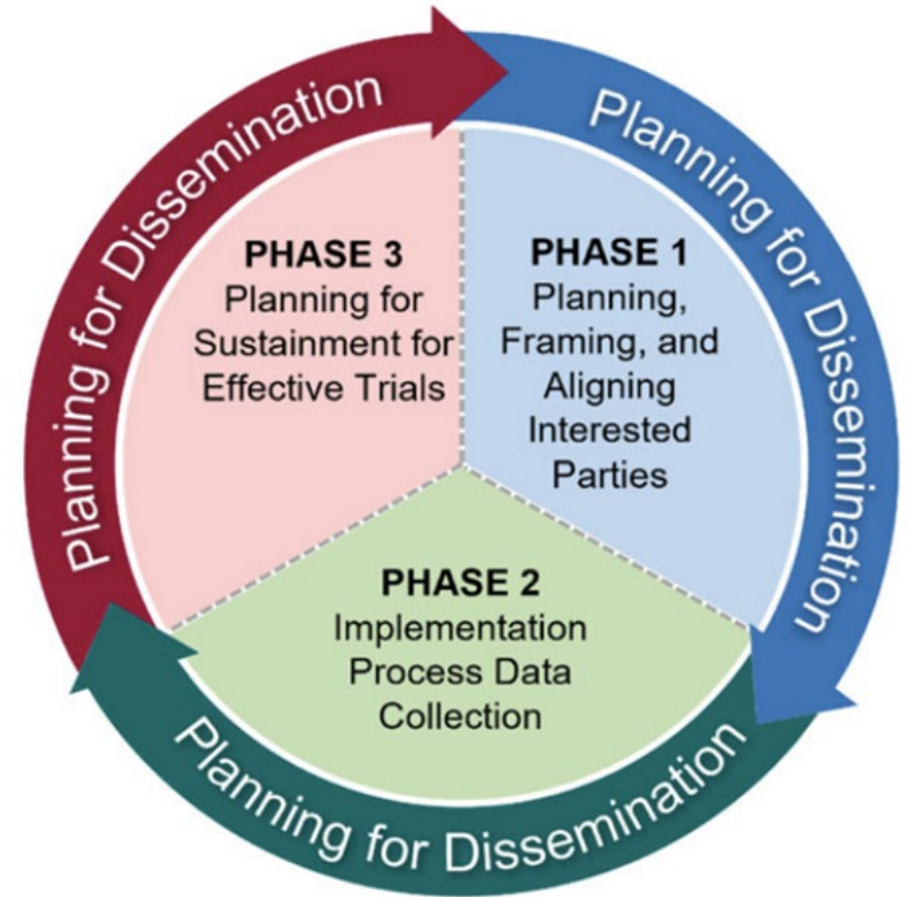 PHASE 1
Planning,
Framing, and
Aligning
Interested
Parties
PHASE 2
Implementation
Process Data
Collection
PHASE 3
Planning for
Sustainment for
Effective Trials
Planning for Dissemination
Planning for Dissemination
Planning for Dissemination